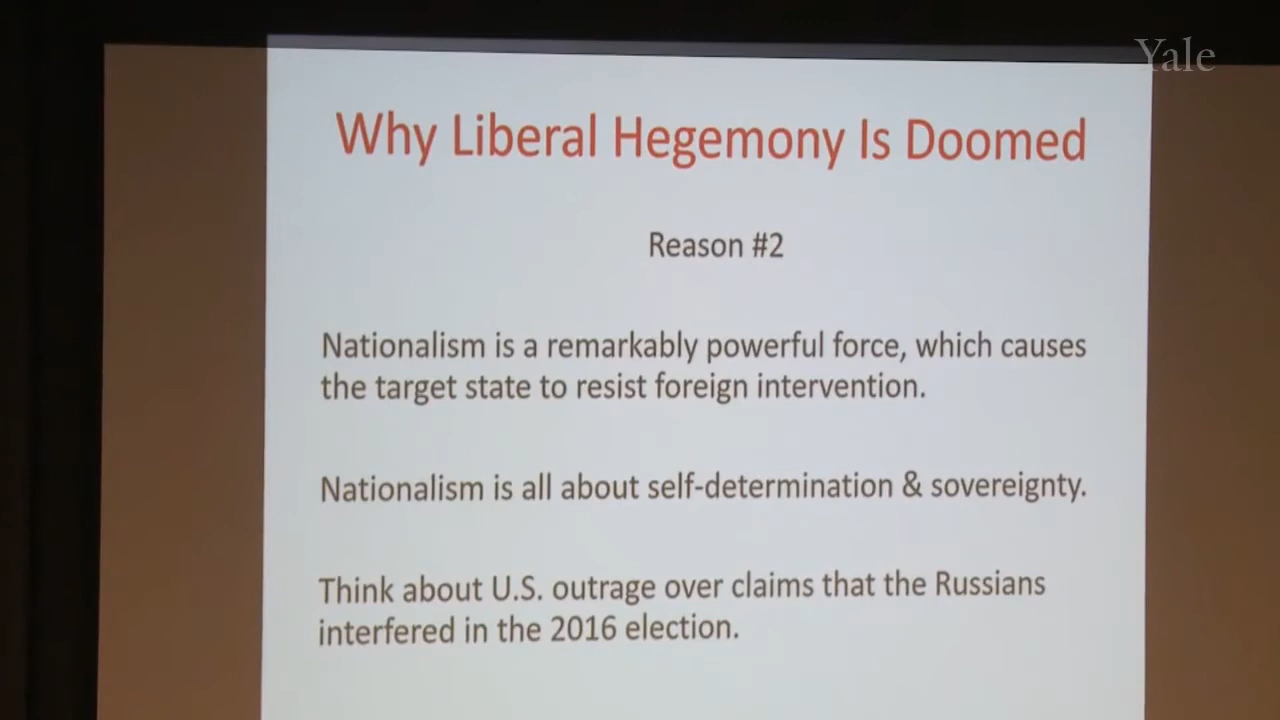 Yale
Why Liberal Hegemony Is Doomed
Reason #2
Nationalism is a remarkably powerful force, which causes
the target state to resist foreign intervention.
Nationalism is all about self-determination & sovereignty.
Think about U.S. outrage over claims that the Russians
interfered in the 2016 election.